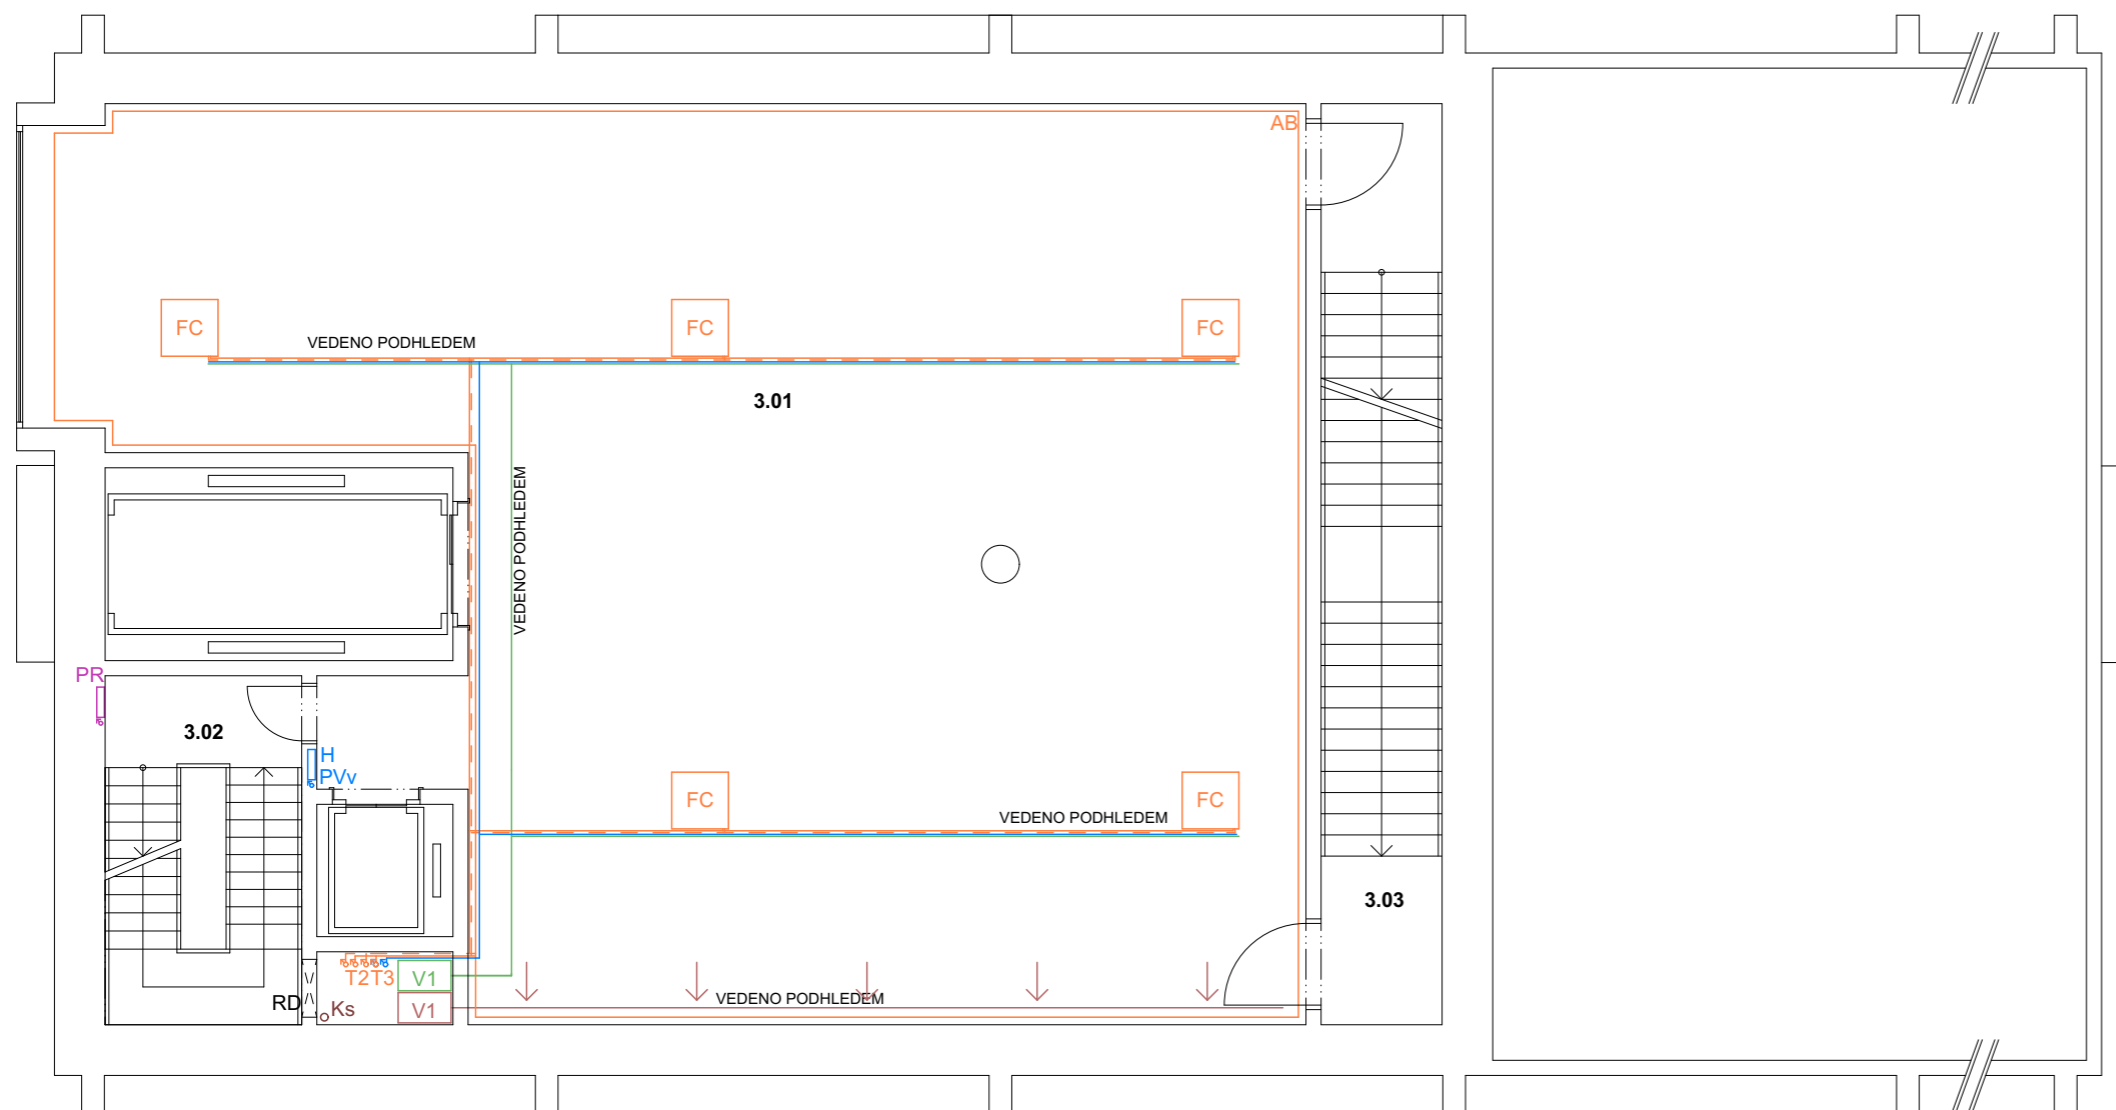 AB
FC
FC
FC
VEDENO PODHLEDEM
3.01
VEDENO PODHLEDEM
PR
3.02
H
PVv
FC
FC
VEDENO PODHLEDEM
3.03
T2T3
V1
RD
Ks
V1
VEDENO PODHLEDEM